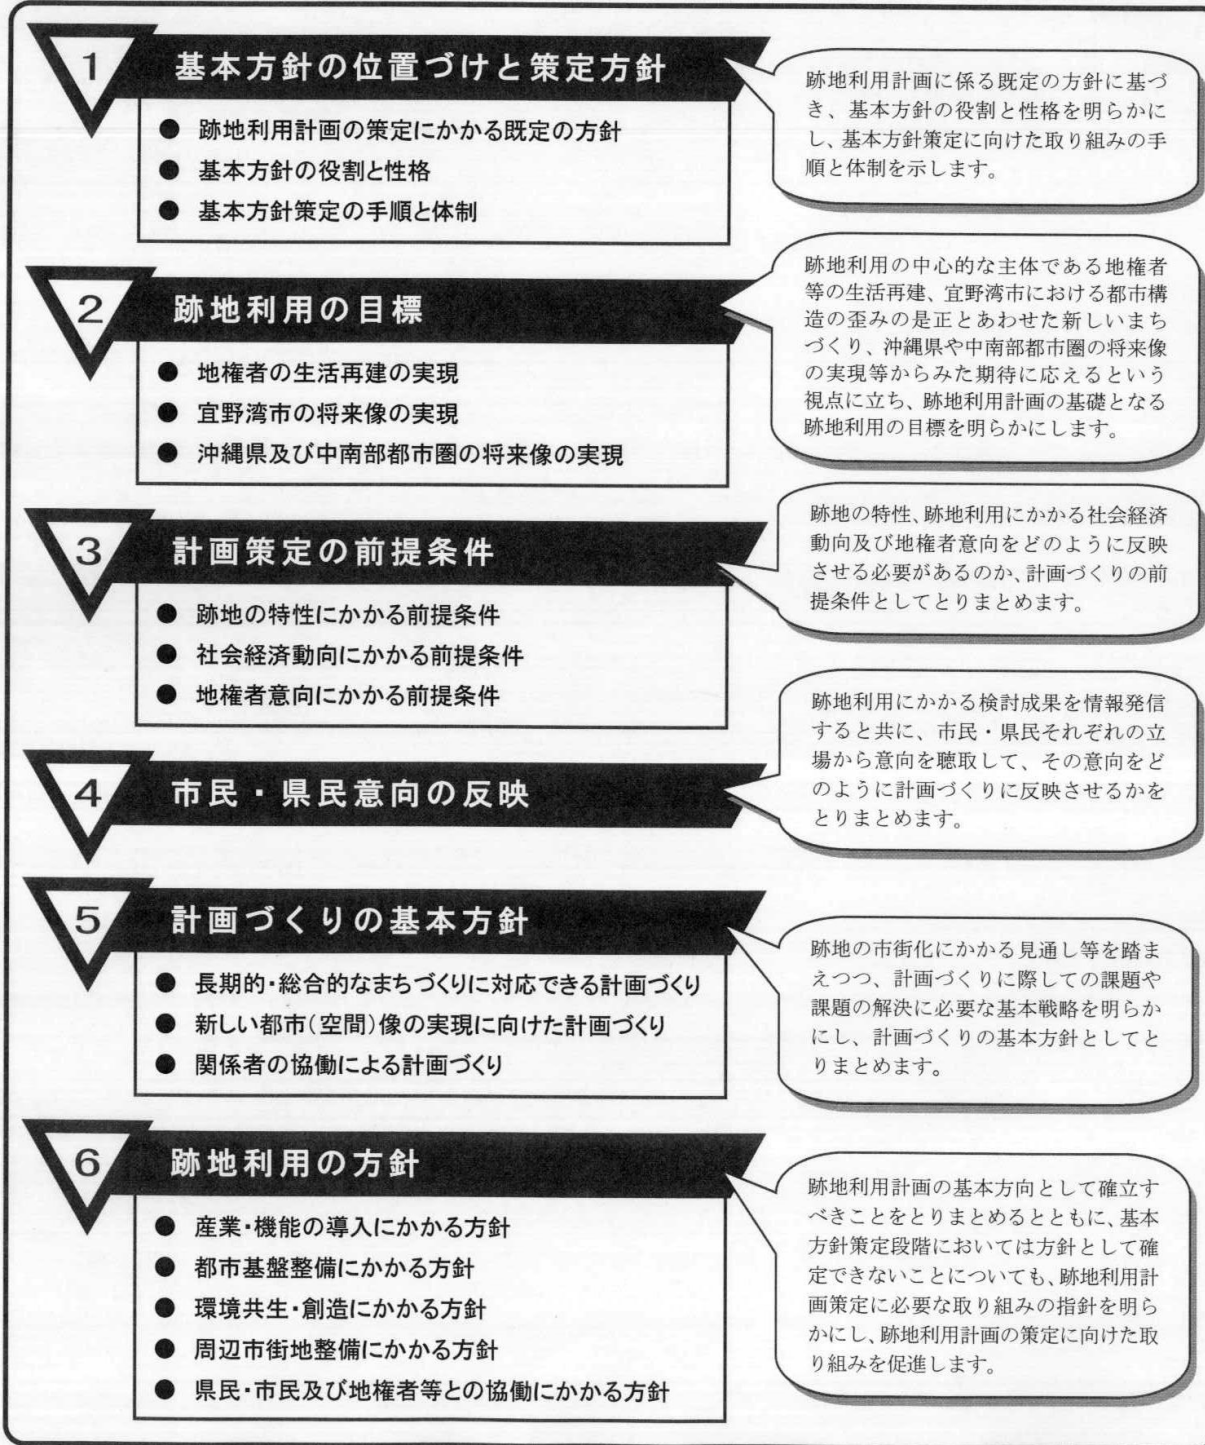 1
基本方針の位置づけと策定方針
● 跡地利用計画の策定にかかる既定の方針
● 基本方針の役割と性格
● 基本方針策定の手順と体制
跡地利用計画に係る既定の方針に基づ
き、基本方針の役割と性格を明らかに
し、基本方針策定に向けた取り組みの手
順と体制を示します。
2
跡地利用の目標
● 地権者の生活再建の実現
● 宜野湾市の将来像の実現
● 沖縄県及び中南部都市圏の将来像の実現
跡地利用の中心的な主体である地権者
等の生活再建、宜野湾市における都市構
造の歪みの是正とあわせた新しいまち
づくり、沖縄県や中南部都市圏の将来像
の実現等からみた期待に応えるという
視点に立ち、跡地利用計画の基礎となる
跡地利用の目標を明らかにします。
3
計画策定の前提条件
● 跡地の特性にかかる前提条件
● 社会経済動向にかかる前提条件
● 地権者意向にかかる前提条件
跡地の特性、跡地利用にかかる社会経済
動向及び地権者意向をどのように反映
させる必要があるのか、計画づくりの前
提条件としてとりまとめます。
4
市民・県民意向の反映
跡地利用にかかる検討成果を情報発信
すると共に、市民・県民それぞれの立
場から意向を聴取して、その意向をど
のように計画づくりに反映させるかを
とりまとめます。
5
計画づくりの基本方針
● 長期的・総合的なまちづくりに対応できる計画づくり
● 新しい都市(空間)像の実現に向けた計画づくり
● 関係者の協働による計画づくり
跡地の市街化にかかる見通し等を踏ま
えつつ、計画づくりに際しての課題や
課題の解決に必要な基本戦略を明らか
にし、計画づくりの基本方針としてと
りまとめます。
6
跡地利用の方針
● 産業・機能の導入にかかる方針
● 都市基盤整備にかかる方針
● 環境共生・創造にかかる方針
● 周辺市街地整備にかかる方針
● 県民・市民及び地権者等との協働にかかる方針
跡地利用計画の基本方向として確立す
べきことをとりまとめるとともに、基本
方針策定段階においては方針として確
定できないことについても、跡地利用計
画策定に必要な取り組みの指針を明ら
かにし、跡地利用計画の策定に向けた取
り組みを促進します。